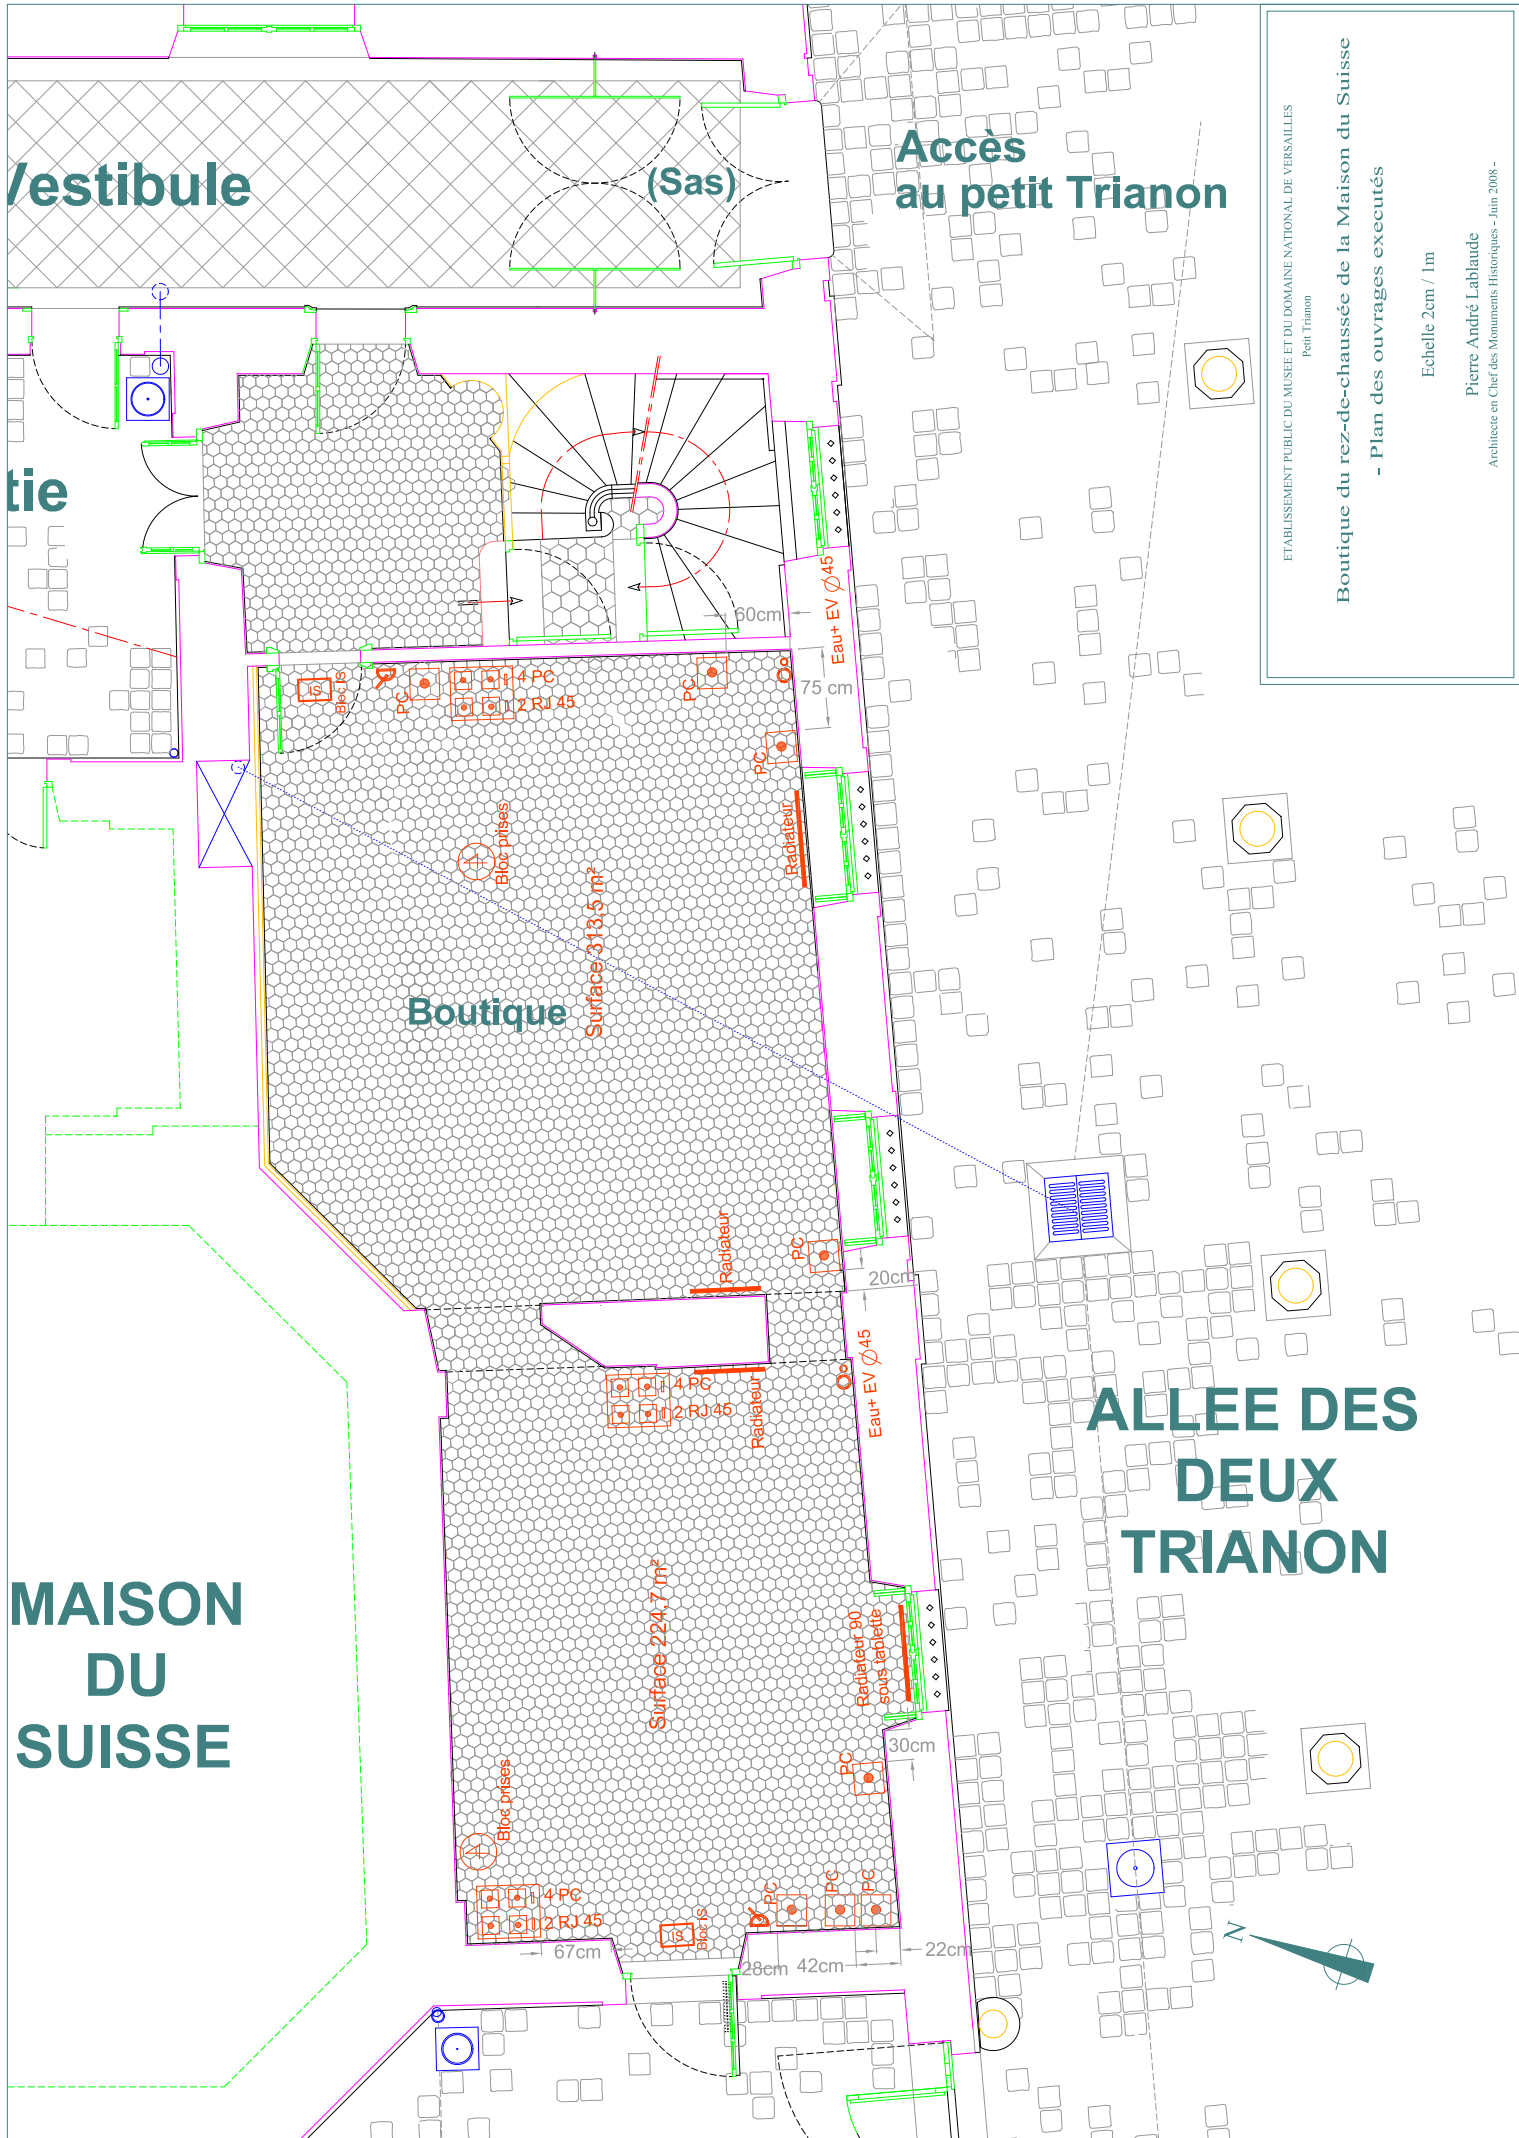 Vestibule
(Sas)
Accès
au petit Trianon
ETABLISSEMENT PUBLIC DU MUSEE ET DU DOMAINE NATIONAL DE VERSAILLES
Petit Trianon
Boutique du rez-de-chaussée de la Maison du Suisse
- Plan des ouvrages executés
Echelle 2cm / 1m
Pierre André Lablaude
Architecte en Chef des Monuments Historiques - Juin 2008 -
tie
60cm
Eau+ EV ∅45
75 cm
IS
Bloc IS
PC
4 PC
2 RJ 45
PC
PC
Radiateur
Bloc prises
Surface 313,5 m²
Boutique
Radiateur
PC
20cm
Eau+ EV ∅45
4 PC
2 RJ 45
Radiateur
ALLEE DES
DEUX
TRIANON
MAISON
DU
SUISSE
Surface 224,7 m²
Radiateur 90
sous tablette
30cm
PC
Bloc prises
4 PC
2 RJ 45
IS
Bloc IS
PC
PC
PC
67cm
28cm
42cm
22cm
N